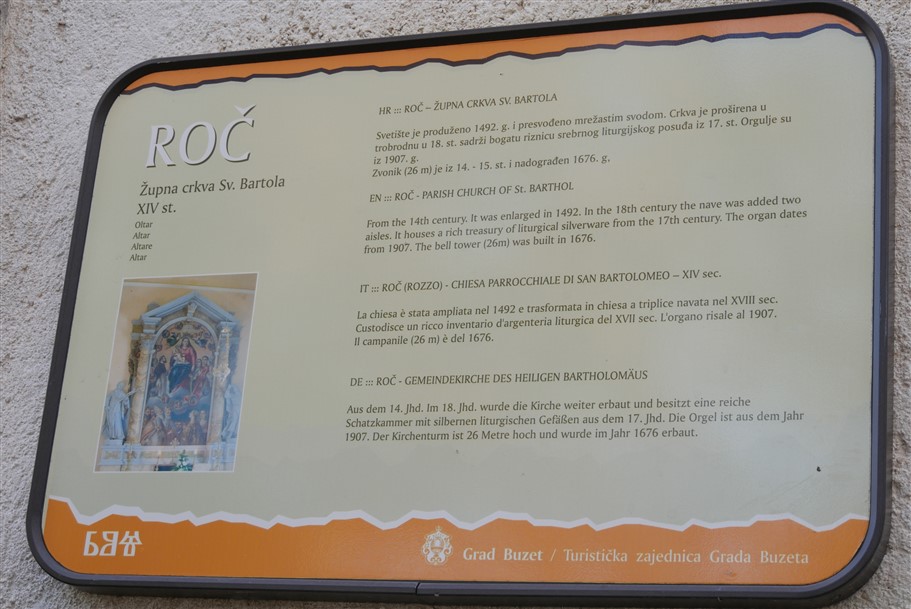 ROČ
Župna crkva Sv. Bartola
XIV st.
Oltar
Altar
Altare
Altar
HR ::: ROČ – ŽUPNA CRKVA SV. BARTOLA
Svetište je produženo 1492. g. i presvođeno mrežastim svodom. Crkva je proširena u
trobrodnu u 18. st. sadrži bogatu riznicu srebrnog liturgijskog posuđa iz 17. st. Orgulje su
iz 1907. g.
Zvonik (26 m) je iz 14. - 15. st. i nadograđen 1676. g.
EN ::: ROČ - PARISH CHURCH OF St. BARTHOL
From the 14th century. It was enlarged in 1492. In the 18th century the nave was added two
aisles. It houses a rich treasury of liturgical silverware from the 17th century. The organ dates
from 1907. The bell tower (26m) was built in 1676.
IT ::: ROČ (ROZZO) - CHIESA PARROCCHIALE DI SAN BARTOLOMEO – XIV sec.
La chiesa è stata ampliata nel 1492 e trasformata in chiesa a triplice navata nel XVIII sec.
Custodisce un ricco inventario d'argenteria liturgica del XVII sec. L'organo risale al 1907.
Il campanile (26 m) è del 1676.
DE ::: ROČ - GEMEINDEKIRCHE DES HEILIGEN BARTHOLOMÄUS
Aus dem 14. Jhd. Im 18. Jhd. wurde die Kirche weiter erbaut und besitzt eine reiche
Schatzkammer mit silbernen liturgischen Gefäßen aus dem 17. Jhd. Die Orgel ist aus dem Jahr
1907. Der Kirchenturm ist 26 Metre hoch und wurde im Jahr 1676 erbaut.
Grad Buzet / Turistička zajednica Grada Buzeta